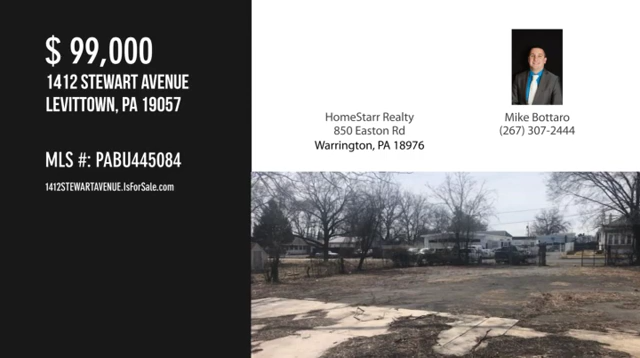 $ 99,000
1412 STEWART AVENUE
LEVITTOWN, PA 19057
MLS #: PABU445084
1412STEWARTAVENUE.IsForSale.com
HomeStarr Realty
850 Easton Rd
Warrington, PA 18976
Mike Bottaro
(267) 307-2444